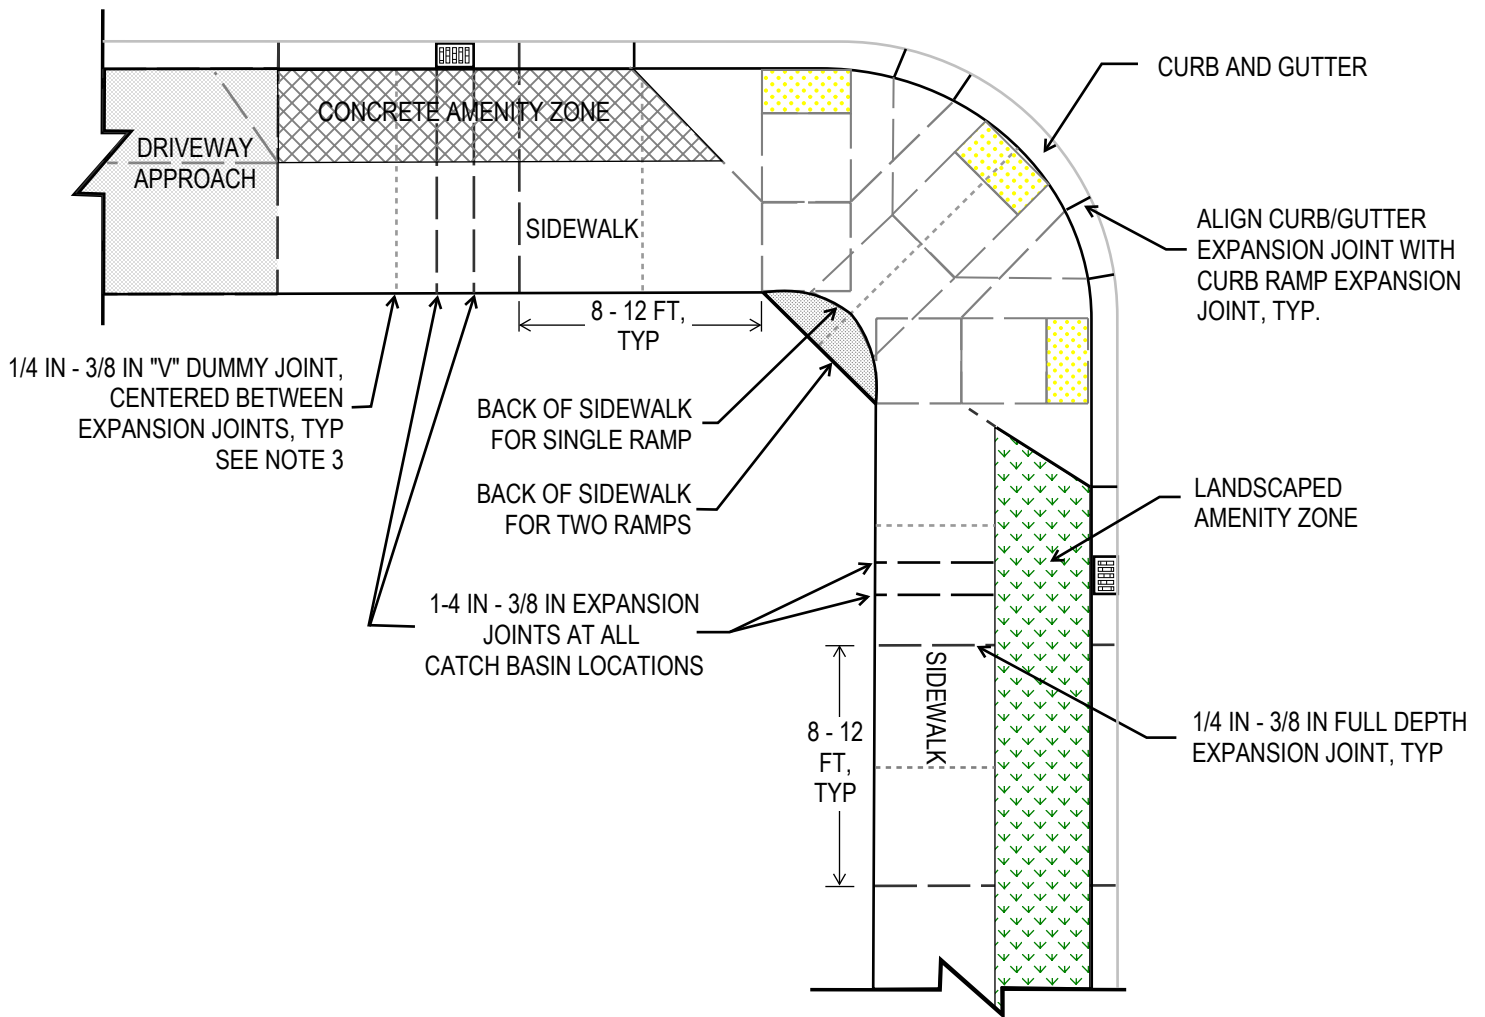 CURB AND GUTTER
CONCRETE AMENITY ZONE
DRIVEWAY
APPROACH
SIDEWALK
ALIGN CURB/GUTTER
EXPANSION JOINT WITH
CURB RAMP EXPANSION
JOINT, TYP.
8 - 12 FT,
TYP
1/4 IN - 3/8 IN "V" DUMMY JOINT,
CENTERED BETWEEN
EXPANSION JOINTS, TYP
SEE NOTE 3
BACK OF SIDEWALK
FOR SINGLE RAMP
BACK OF SIDEWALK
FOR TWO RAMPS
LANDSCAPED
AMENITY ZONE
1-4 IN - 3/8 IN EXPANSION
JOINTS AT ALL
CATCH BASIN LOCATIONS
SIDEWALK
8 - 12
FT,
TYP
1/4 IN - 3/8 IN FULL DEPTH
EXPANSION JOINT, TYP